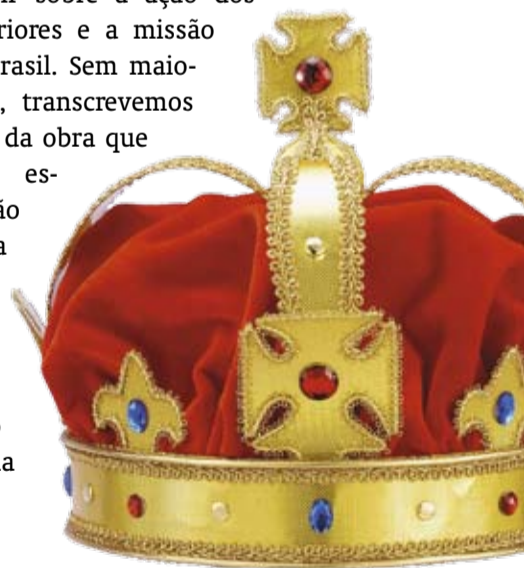 sobre a ação dos
riores e a missão
rasil. Sem maio-
, transcrevemos
da obra que
es-
ão
a
a